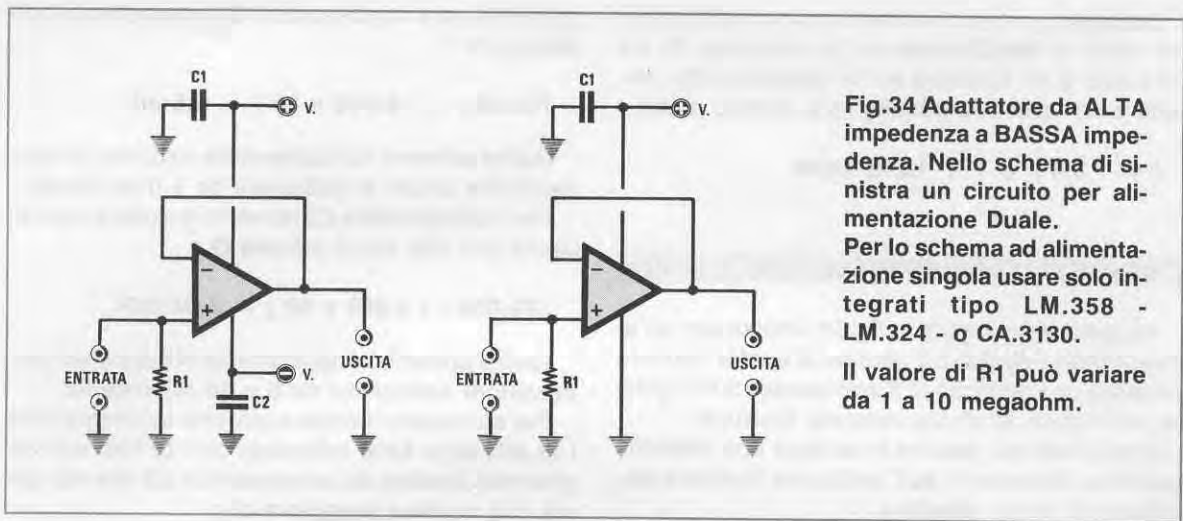 C1
V.
−
+
ENTRATA
R1
USCITA
V.
C2
C1
V.
−
+
ENTRATA
R1
USCITA
Fig.34 Adattatore da ALTA
impedenza a BASSA impe-
denza. Nello schema di si-
nistra un circuito per ali-
mentazione Duale.
Per lo schema ad alimenta-
zione singola usare solo in-
tegrati tipo LM.358 -
LM.324 - o CA.3130.
Il valore di R1 può variare
da 1 a 10 megaohm.